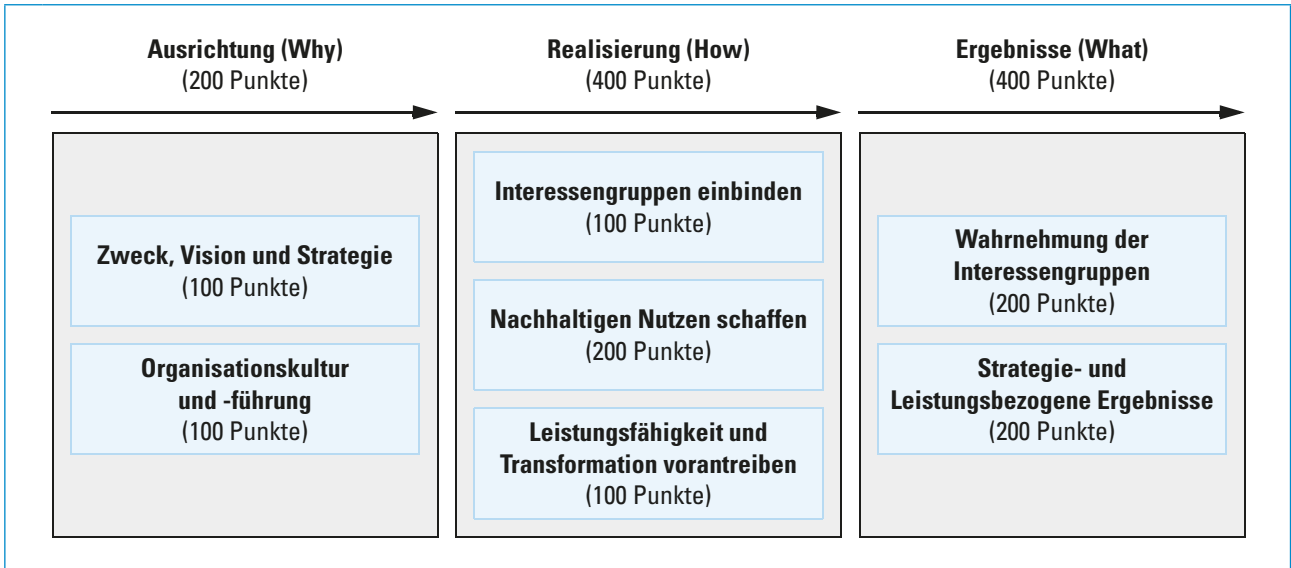 Ausrichtung (Why)
(200 Punkte)
Zweck, Vision und Strategie
(100 Punkte)
Organisationskultur
und -führung
(100 Punkte)
Realisierung (How)
(400 Punkte)
Interessengruppen einbinden
(100 Punkte)
Nachhaltigen Nutzen schaffen
(200 Punkte)
Leistungsfähigkeit und
Transformation vorantreiben
(100 Punkte)
Ergebnisse (What)
(400 Punkte)
Wahrnehmung der
Interessengruppen
(200 Punkte)
Strategie- und
Leistungsbezogene Ergebnisse
(200 Punkte)